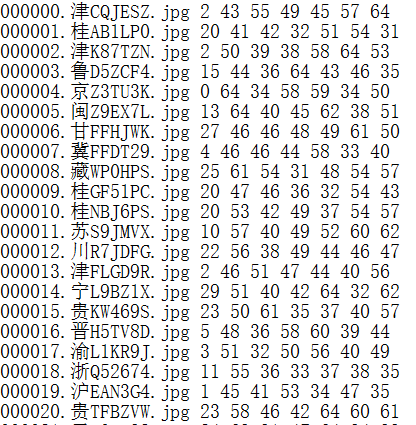 000000.津CQJESZ.jpg 2 43 55 49 45 57 64
000001.桂AB1LP0.jpg 20 41 42 32 51 54 31
000002.津K87TZN.jpg 2 50 39 38 58 64 53
000003.鲁D5ZCF4.jpg 15 44 36 64 43 46 35
000004.京Z3TU3K.jpg 0 64 34 58 59 34 50
000005.闽Z9EX7L.jpg 13 64 40 45 62 38 51
000006.甘FFHJWK.jpg 27 46 46 48 49 61 50
000007.冀FFDT29.jpg 4 46 46 44 58 33 40
000008.藏WP0HPS.jpg 25 61 54 31 48 54 57
000009.桂GF51PC.jpg 20 47 46 36 32 54 43
000010.桂NBJ6PS.jpg 20 53 42 49 37 54 57
000011.苏S9JMVX.jpg 10 57 40 49 52 60 62
000012.川R7JDFG.jpg 22 56 38 49 44 46 47
000013.津FLGD9R.jpg 2 46 51 47 44 40 56
000014.宁L9BZ1X.jpg 29 51 40 42 64 32 62
000015.贵KW469S.jpg 23 50 61 35 37 40 57
000016.晋H5TV8D.jpg 5 48 36 58 60 39 44
000017.渝L1KR9J.jpg 3 51 32 50 56 40 49
000018.浙Q52674.jpg 11 55 36 33 37 38 35
000019.沪EAN3G4.jpg 1 45 41 53 34 47 35
000020.贵TFBZVW.jpg 23 58 46 42 64 60 61